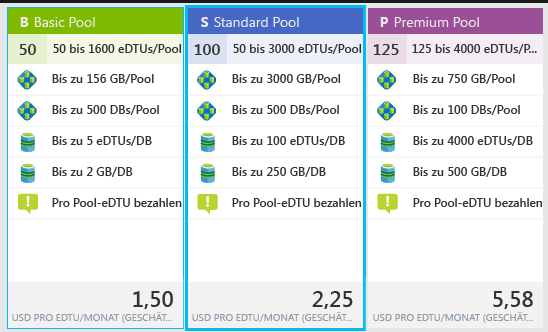 B Basic Pool
50 50 bis 1600 eDTUs/Pool
Bis zu 156 GB/Pool
Bis zu 500 DBs/Pool
Bis zu 5 eDTUs/DB
Bis zu 2 GB/DB
Pro Pool-eDTU bezahlen
1,50
USD PRO EDTU/MONAT (GESCHÄT...
S Standard Pool
100 50 bis 3000 eDTUs/Pool
Bis zu 3000 GB/Pool
Bis zu 500 DBs/Pool
Bis zu 100 eDTUs/DB
Bis zu 250 GB/DB
Pro Pool-eDTU bezahlen
2,25
USD PRO EDTU/MONAT (GESCHÄT...
P Premium Pool
125 125 bis 4000 eDTUs/P...
Bis zu 750 GB/Pool
Bis zu 100 DBs/Pool
Bis zu 4000 eDTUs/DB
Bis zu 500 GB/DB
Pro Pool-eDTU bezahlen
5,58
USD PRO EDTU/MONAT (GESCHÄT...